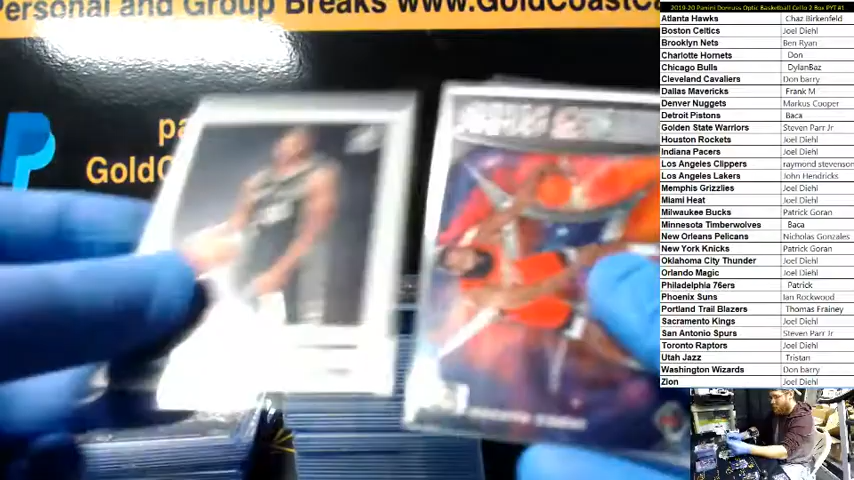 Personal and Group Breaks www.GoldCoastCa
pa
GoldC
2019-20 Panini Donruss Optic Basketball Cello 2 Box PYT #1
Atlanta Hawks Chaz Birkenfeld
Boston Celtics Joel Diehl
Brooklyn Nets Ben Ryan
Charlotte Hornets Don
Chicago Bulls DylanBaz
Cleveland Cavaliers Don barry
Dallas Mavericks Frank M
Denver Nuggets Markus Cooper
Detroit Pistons Baca
Golden State Warriors Steven Parr Jr
Houston Rockets Joel Diehl
Indiana Pacers Joel Diehl
Los Angeles Clippers raymond stevenson
Los Angeles Lakers John Hendricks
Memphis Grizzlies Joel Diehl
Miami Heat Joel Diehl
Milwaukee Bucks Patrick Goran
Minnesota Timberwolves Baca
New Orleans Pelicans Nicholas Gonzales
New York Knicks Patrick Goran
Oklahoma City Thunder Joel Diehl
Orlando Magic Joel Diehl
Philadelphia 76ers Patrick
Phoenix Suns Ian Rockwood
Portland Trail Blazers Thomas Frainey
Sacramento Kings Joel Diehl
San Antonio Spurs Steven Parr Jr
Toronto Raptors Joel Diehl
Utah Jazz Tristan
Washington Wizards Don barry
Zion Joel Diehl